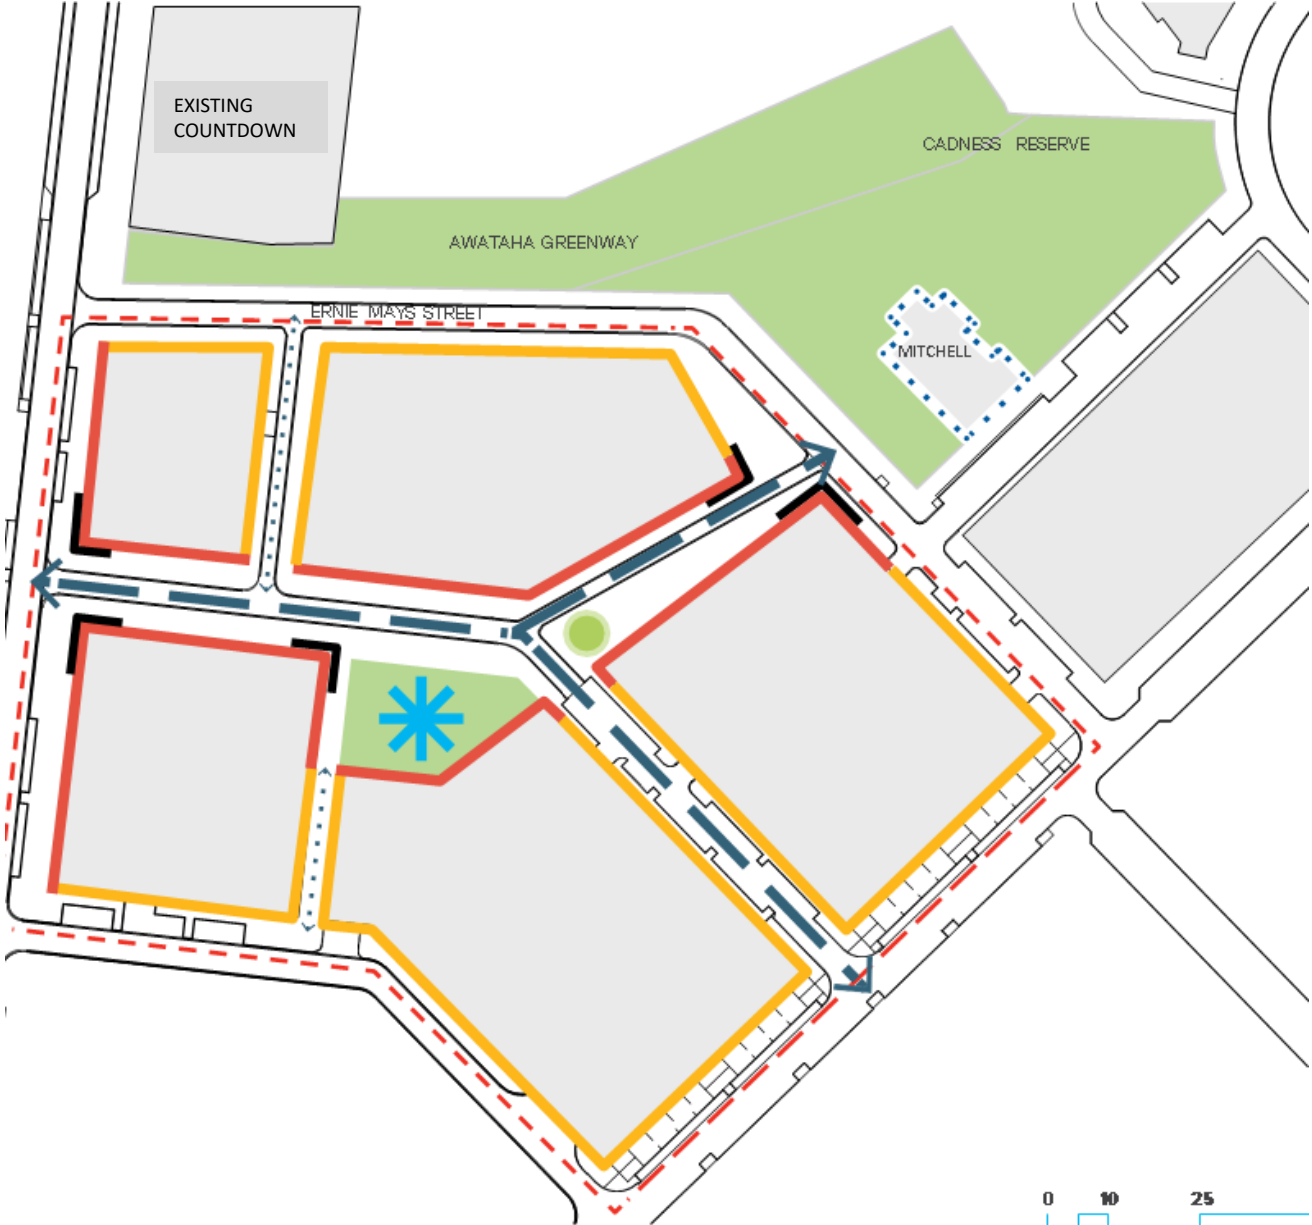 EXISTING
COUNTDOWN
CADNESS RESERVE
AWATAHA GREENWAY
ERNIE MAYS STREET
MITCHELL
0 10 25